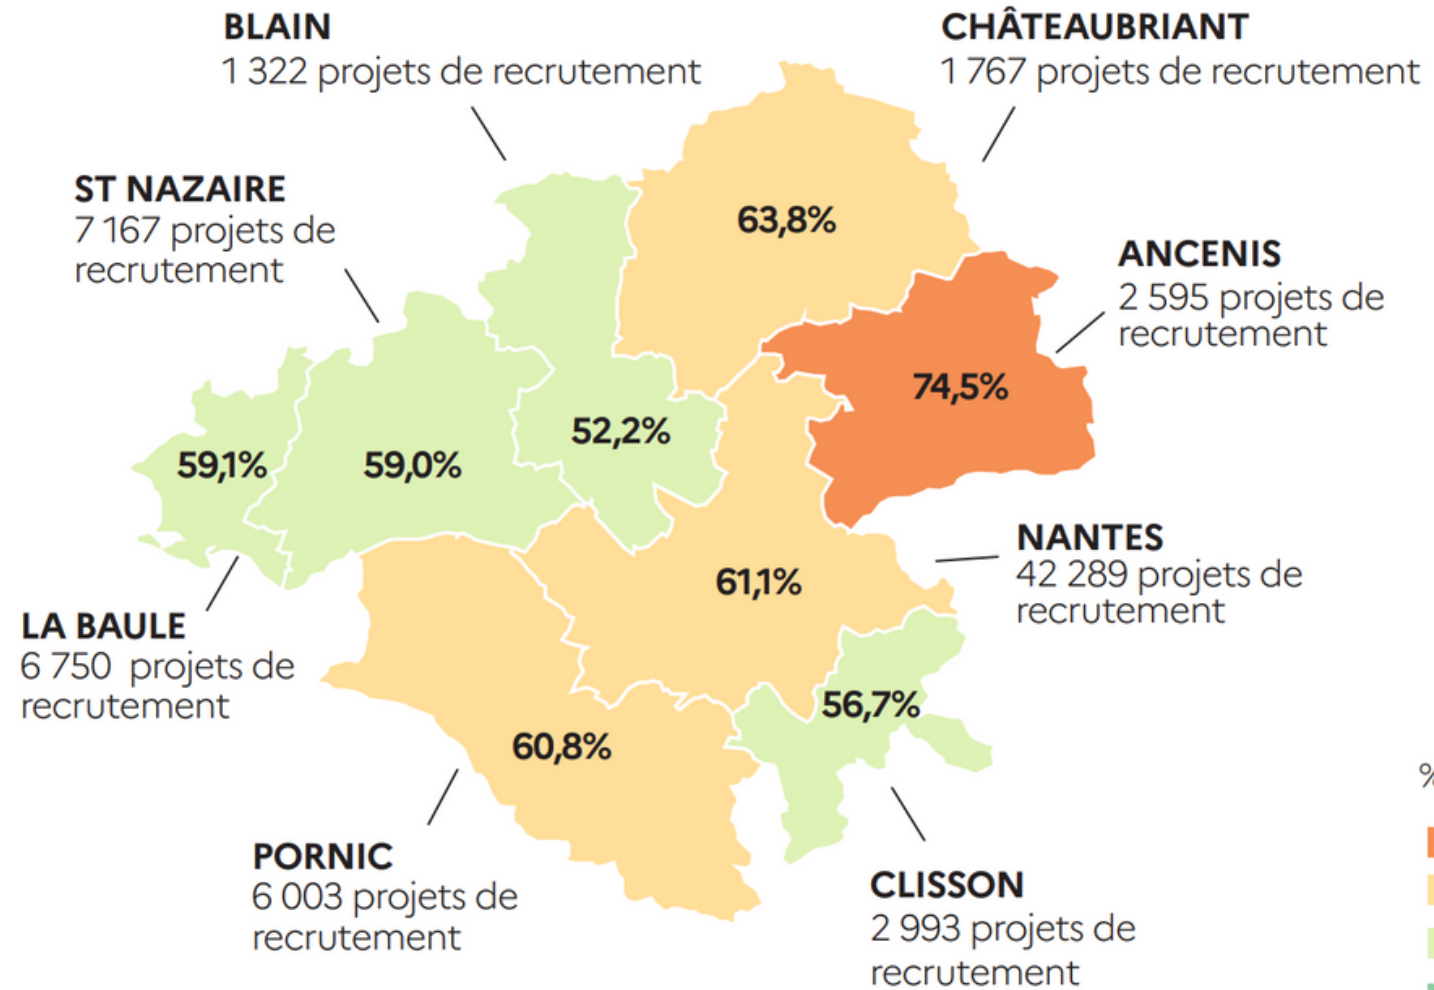 BLAIN
1 322 projets de recrutement
CHÂTEAUBRIANT
1 767 projets de recrutement
ST NAZAIRE
7 167 projets de
recrutement
63,8%
ANCENIS
2 595 projets de
recrutement
74,5%
52,2%
59,1%
59,0%
NANTES
42 289 projets de
recrutement
61,1%
LA BAULE
6 750 projets de
recrutement
56,7%
60,8%
%
PORNIC
6 003 projets de
recrutement
CLISSON
2 993 projets de
recrutement